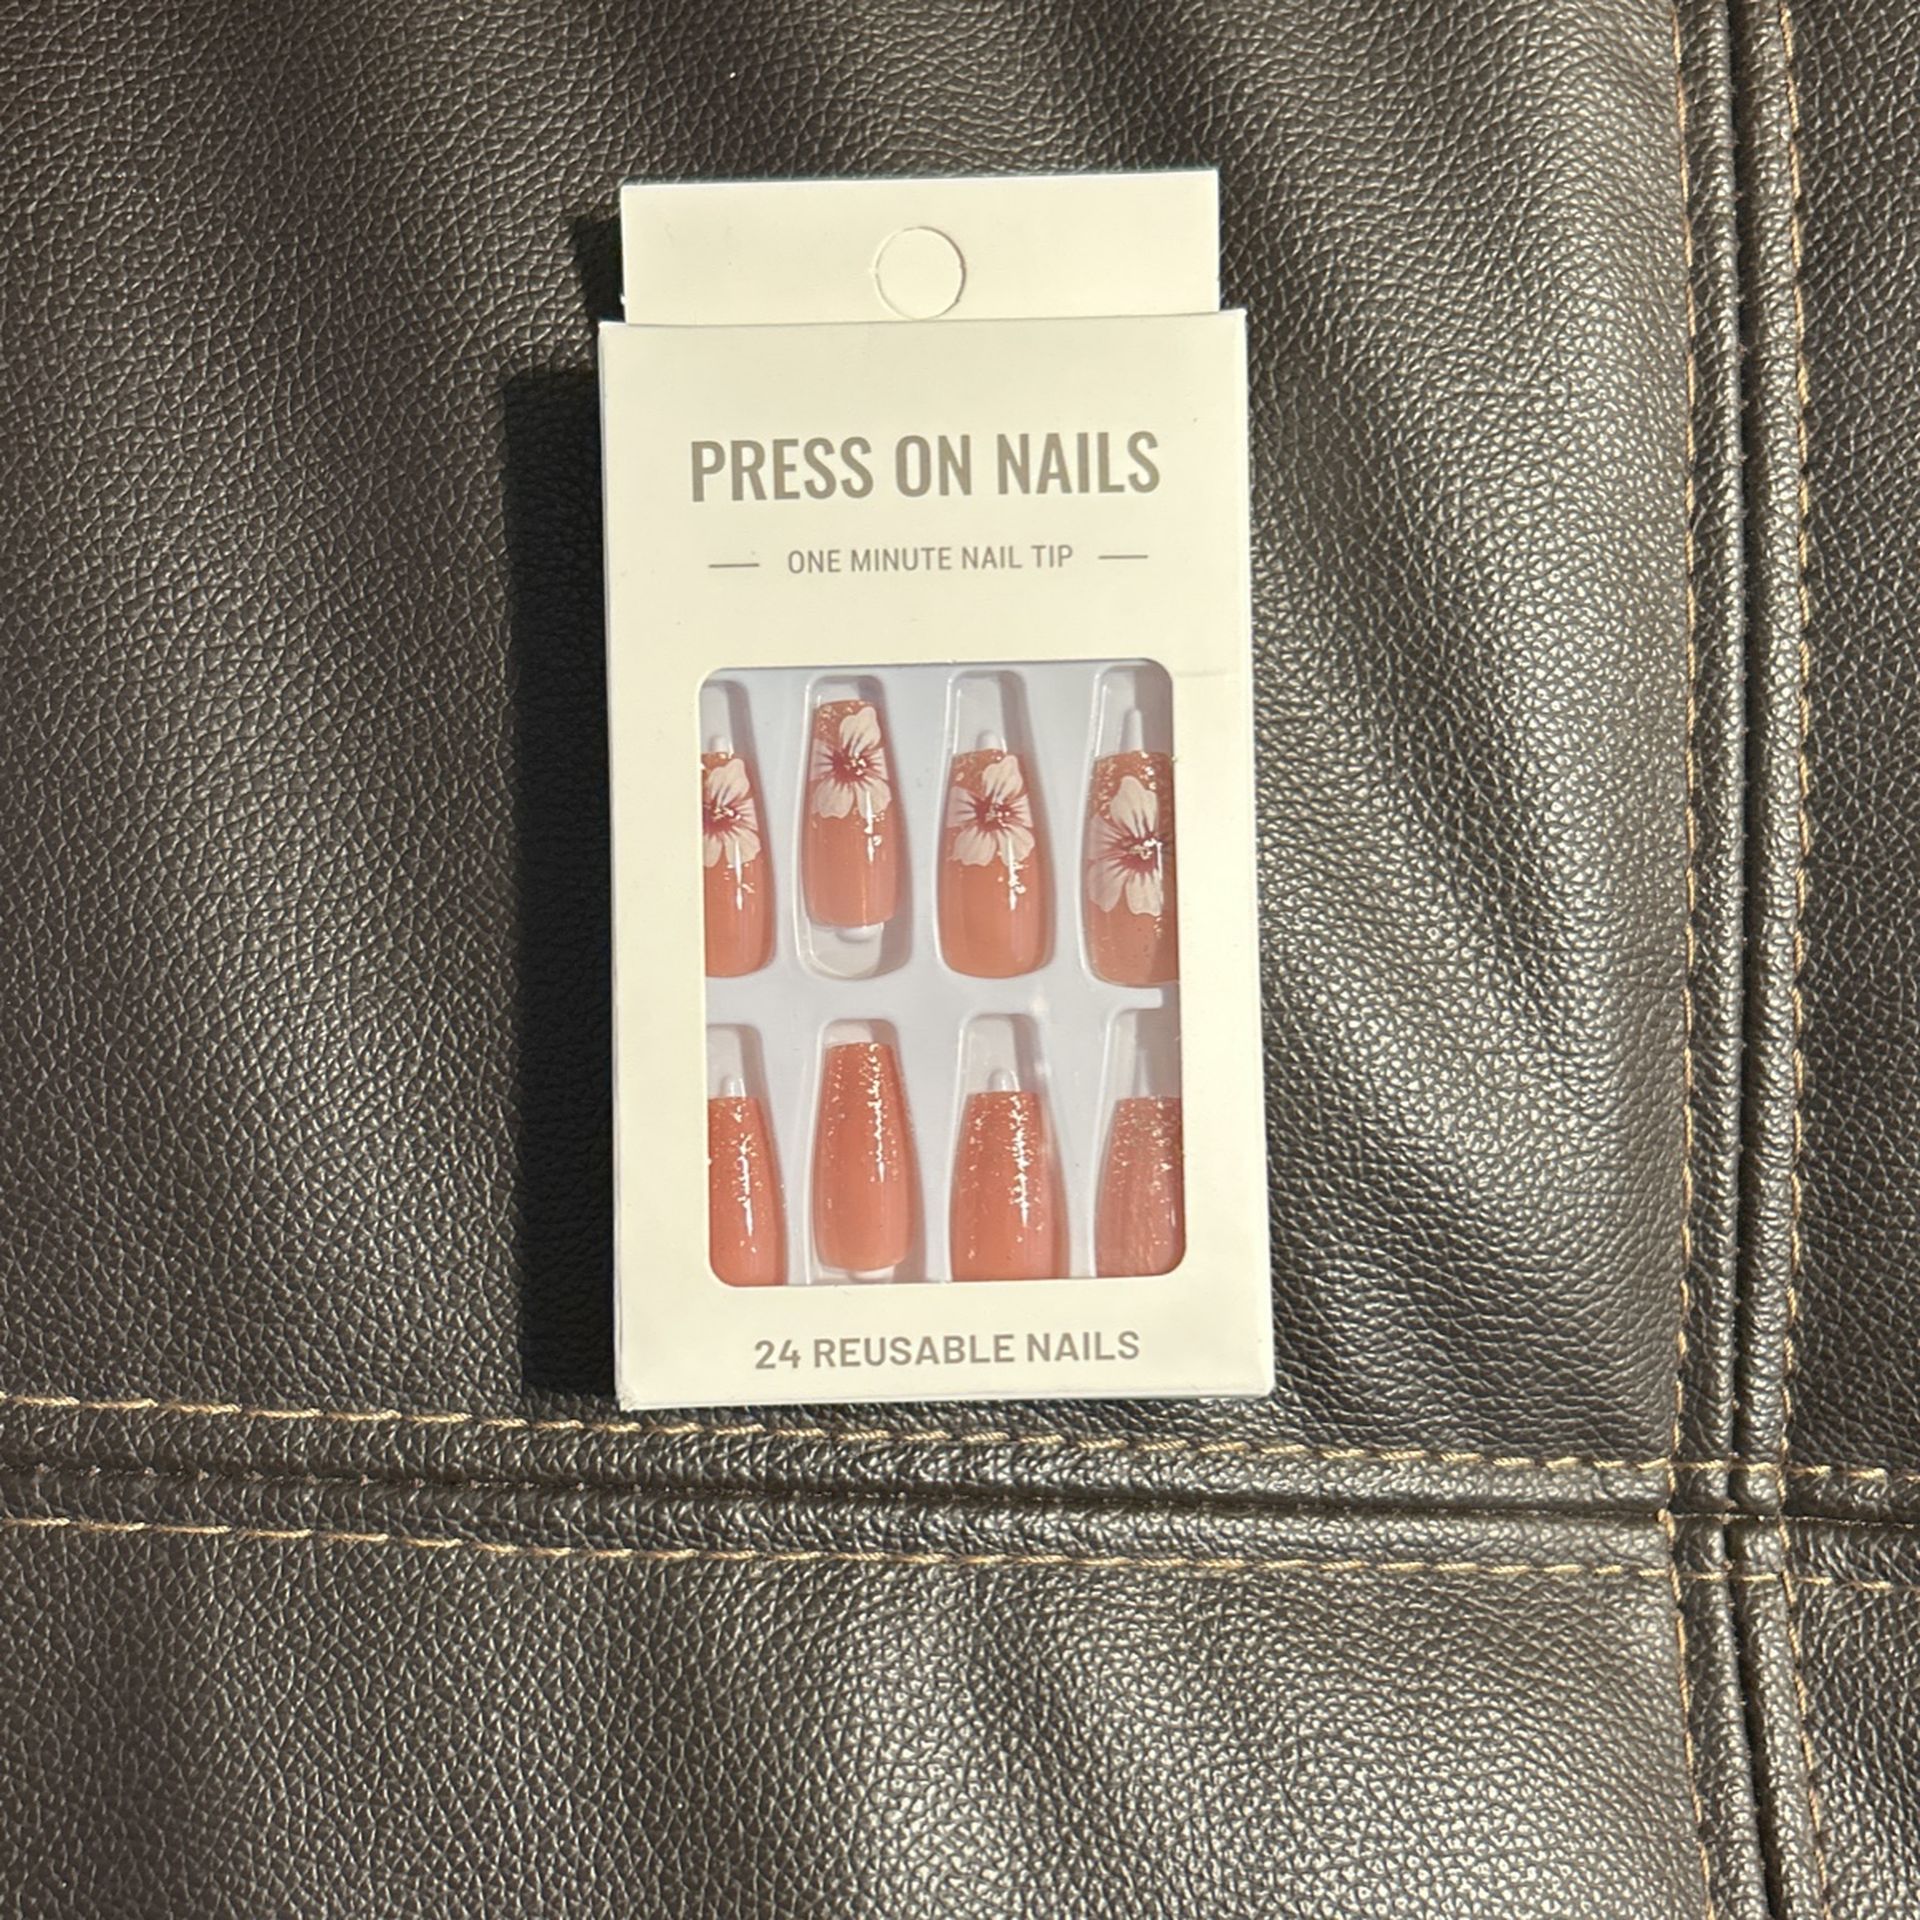 PRESS ON NAILS
ONE MINUTE NAIL TIP
24 REUSABLE NAILS